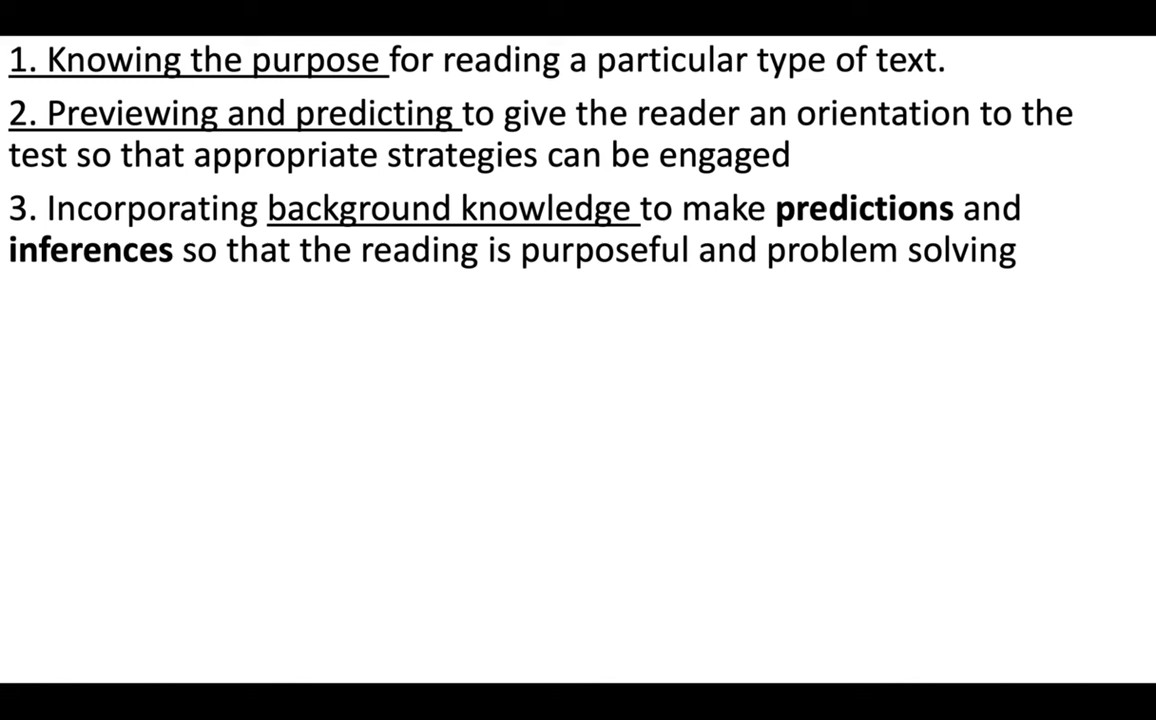 1. Knowing the purpose for reading a particular type of text.
2. Previewing and predicting to give the reader an orientation to the
test so that appropriate strategies can be engaged
3. Incorporating background knowledge to make predictions and
inferences so that the reading is purposeful and problem solving